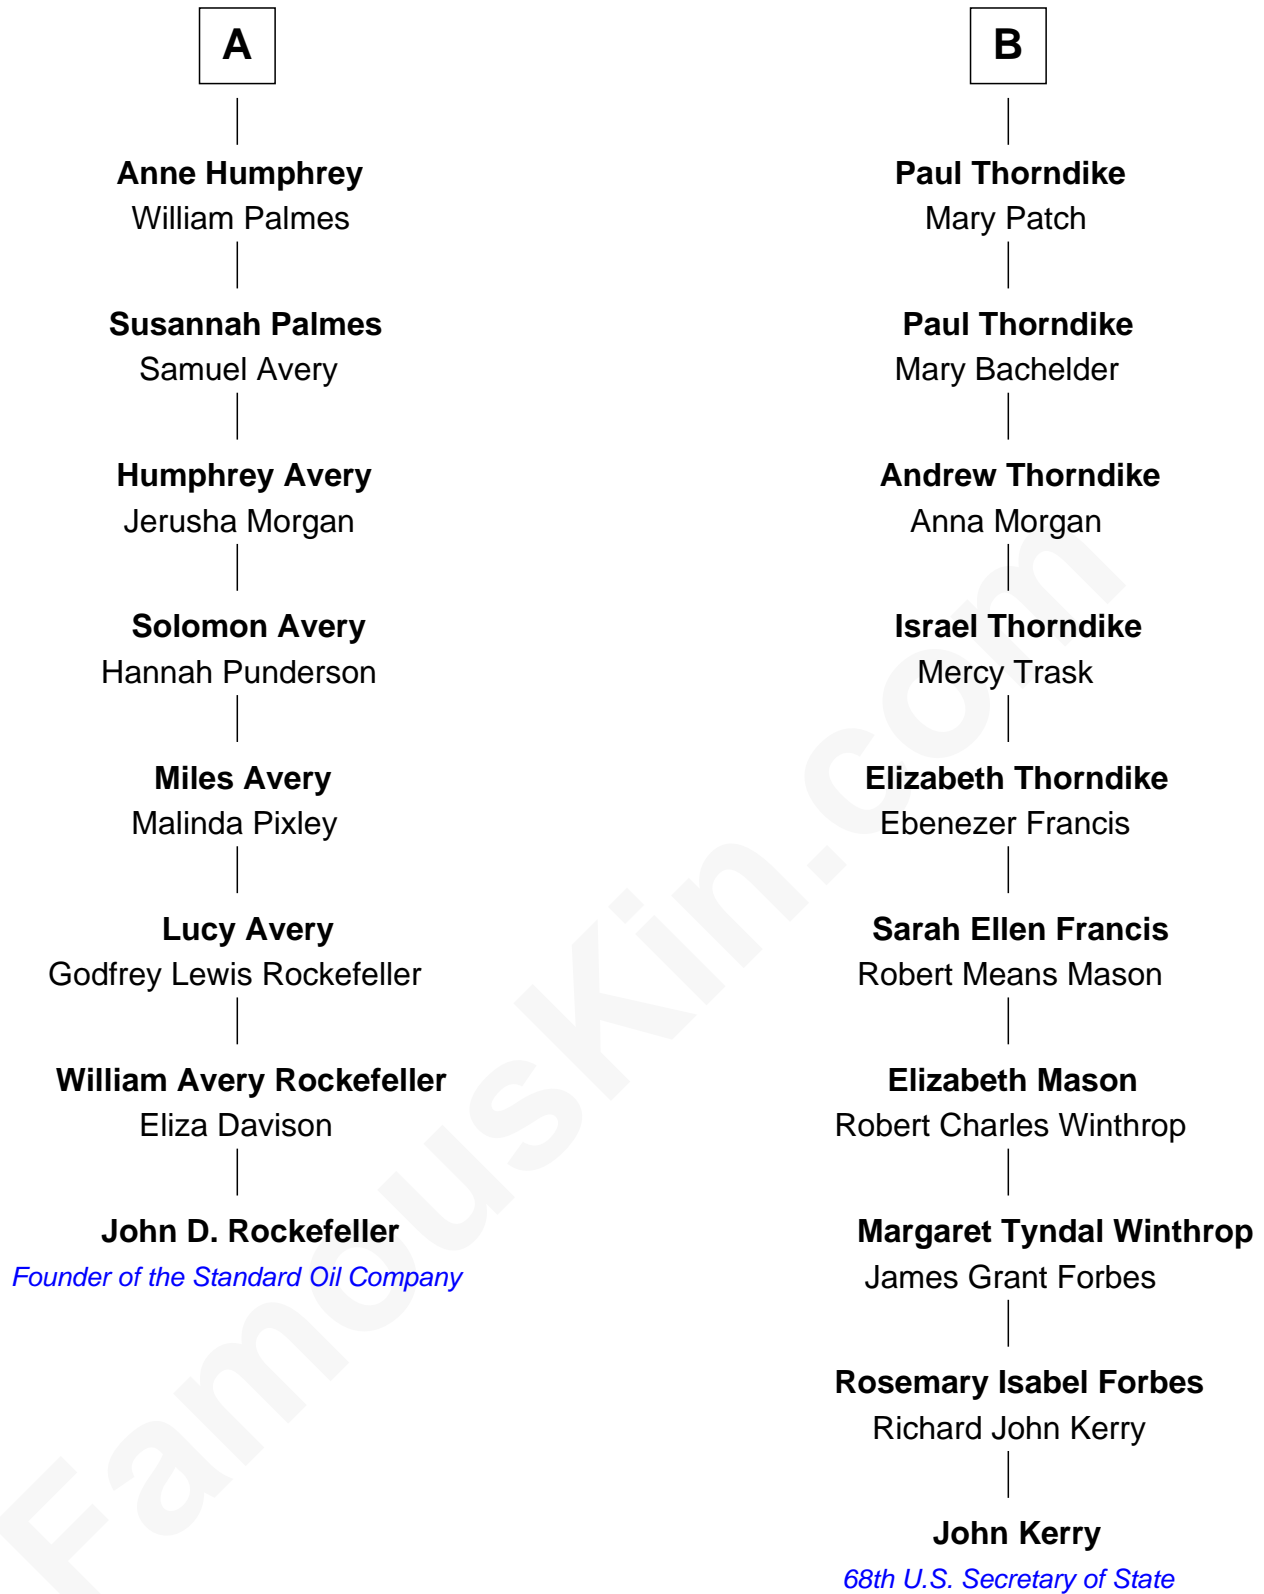 A
Anne Humphrey
William Palmes
Susannah Palmes
Samuel Avery
Humphrey Avery
Jerusha Morgan
Solomon Avery
Hannah Punderson
Miles Avery
Malinda Pixley
Lucy Avery
Godfrey Lewis Rockefeller
William Avery Rockefeller
Eliza Davison
John D. Rockefeller
Founder of the Standard Oil Company
B
Paul Thorndike
Mary Patch
Paul Thorndike
Mary Bachelder
Andrew Thorndike
Anna Morgan
Israel Thorndike
Mercy Trask
Elizabeth Thorndike
Ebenezer Francis
Sarah Ellen Francis
Robert Means Mason
Elizabeth Mason
Robert Charles Winthrop
Margaret Tyndal Winthrop
James Grant Forbes
Rosemary Isabel Forbes
Richard John Kerry
John Kerry
68th U.S. Secretary of State
FamousKin.com